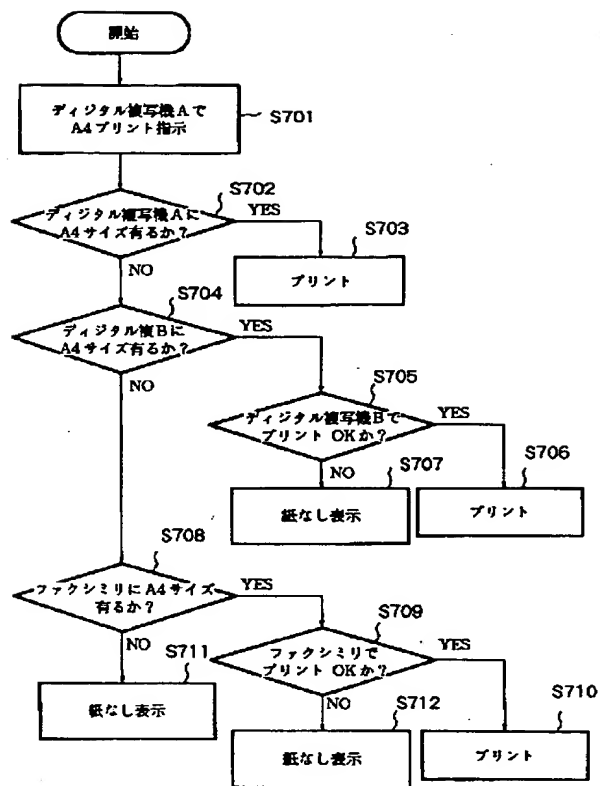 開始
ディジタル複写機Aで
A4プリント指示
S701
S702
ディジタル複写機Aに
A4サイズ有るか?
YES
S703
プリント
NO
S704
ディジタル複Bに
A4サイズ有るか?
YES
NO
S705
ディジタル複写機Bで
プリント OKか?
YES
S706
NO
S707
紙なし表示
プリント
S708
ファクシミリにA4サイズ
有るか?
YES
S709
ファクシミリで
プリント OKか?
YES
NO
S711
紙なし表示
NO
S712
紙なし表示
S710
プリント